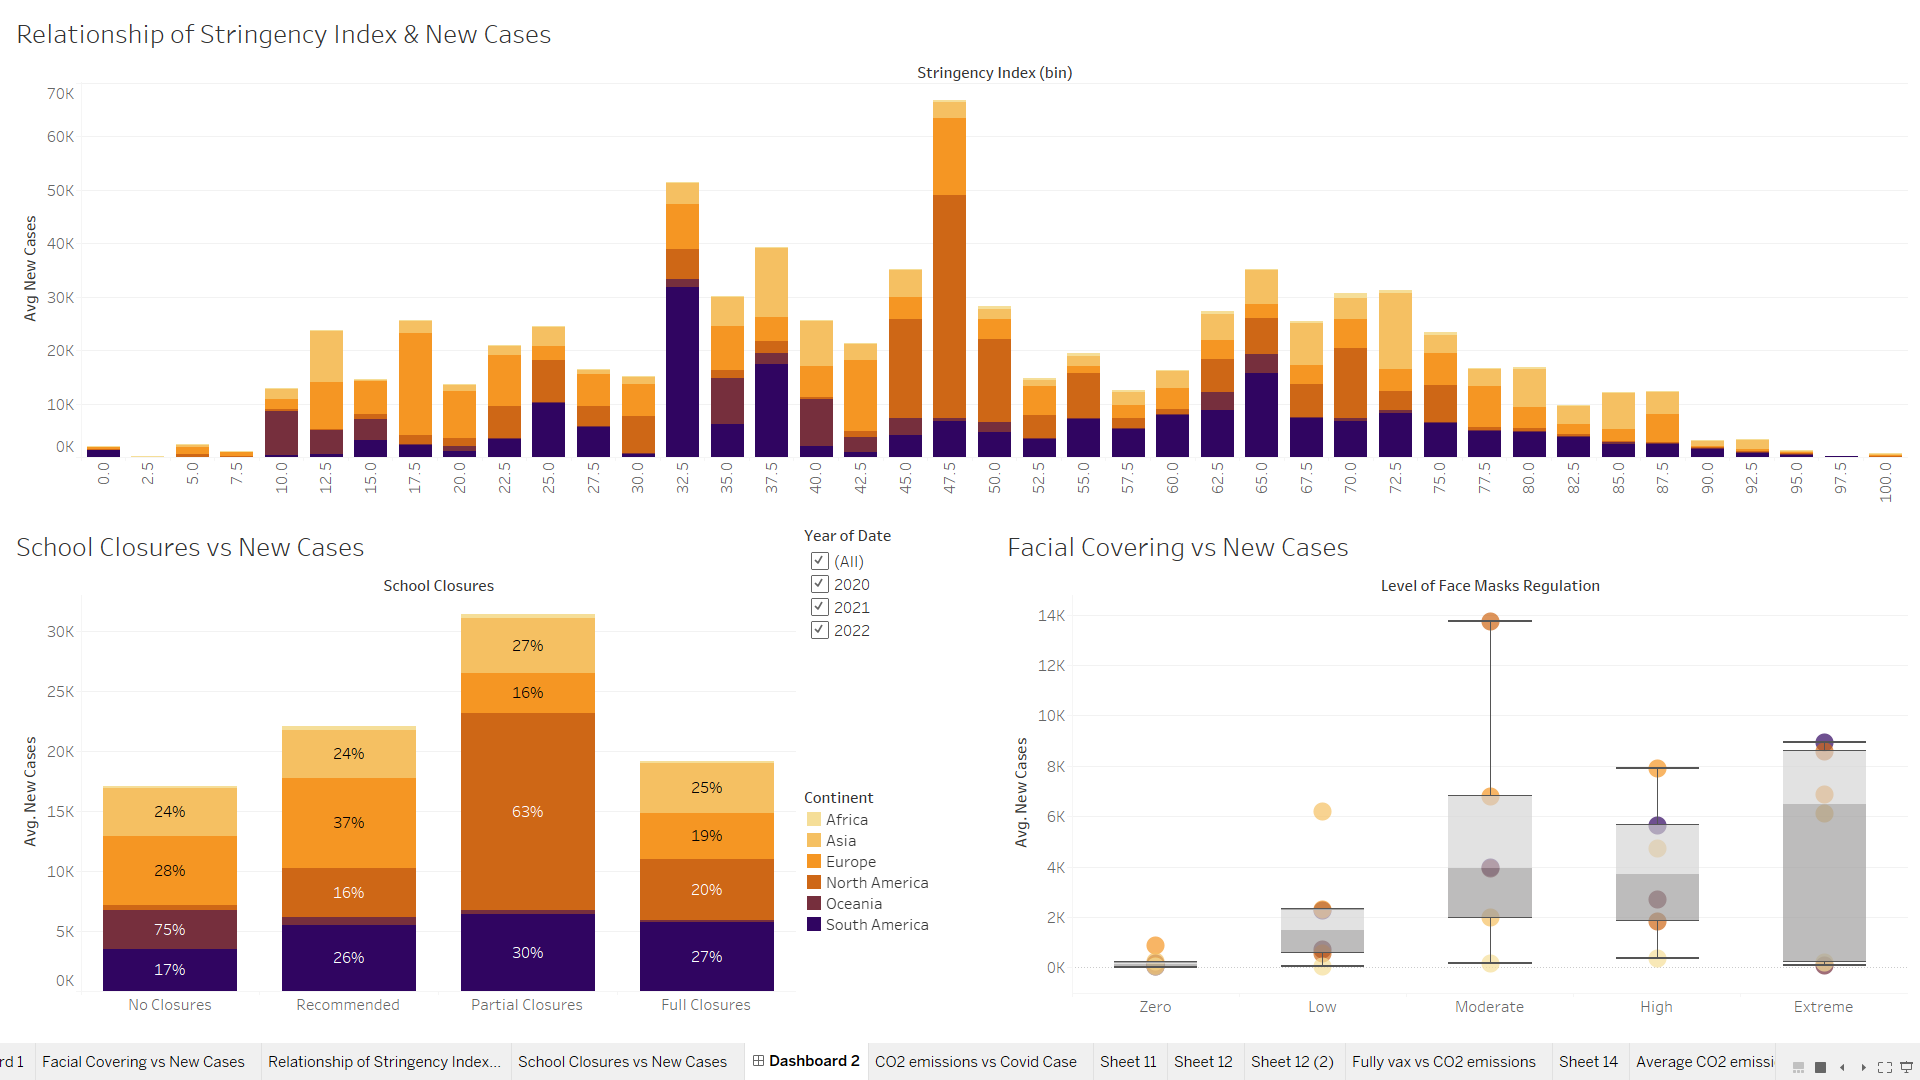 Relationship of Stringency Index & New Cases
Stringency Index (bin)
70K
60K
50K
40K
30K
20K
10K
0K
Avg New Cases
0.0 2.5 5.0 7.5 10.0 12.5 15.0 17.5 20.0 22.5 25.0 27.5 30.0 32.5 35.0 37.5 40.0 42.5 45.0 47.5 50.0 52.5 55.0 57.5 60.0 62.5 65.0 67.5 70.0 72.5 75.0 77.5 80.0 82.5 85.0 87.5 90.0 92.5 95.0 97.5 100.0
School Closures vs New Cases
School Closures
30K
25K
20K
15K
10K
5K
0K
Avg. New Cases
24%
28%
75%
17%
24%
37%
16%
26%
27%
16%
63%
30%
25%
19%
20%
27%
No Closures Recommended Partial Closures Full Closures
Year of Date
(All)
2020
2021
2022
Continent
Africa
Asia
Europe
North America
Oceania
South America
Facial Covering vs New Cases
Level of Face Masks Regulation
14K
12K
10K
8K
6K
4K
2K
0K
Avg. New Cases
Zero Low Moderate High Extreme
rd 1 Facial Covering vs New Cases Relationship of Stringency Index... School Closures vs New Cases Dashboard 2 CO2 emissions vs Covid Case Sheet 11 Sheet 12 Sheet 12 (2) Fully vax vs CO2 emissions Sheet 14 Average CO2 emissi